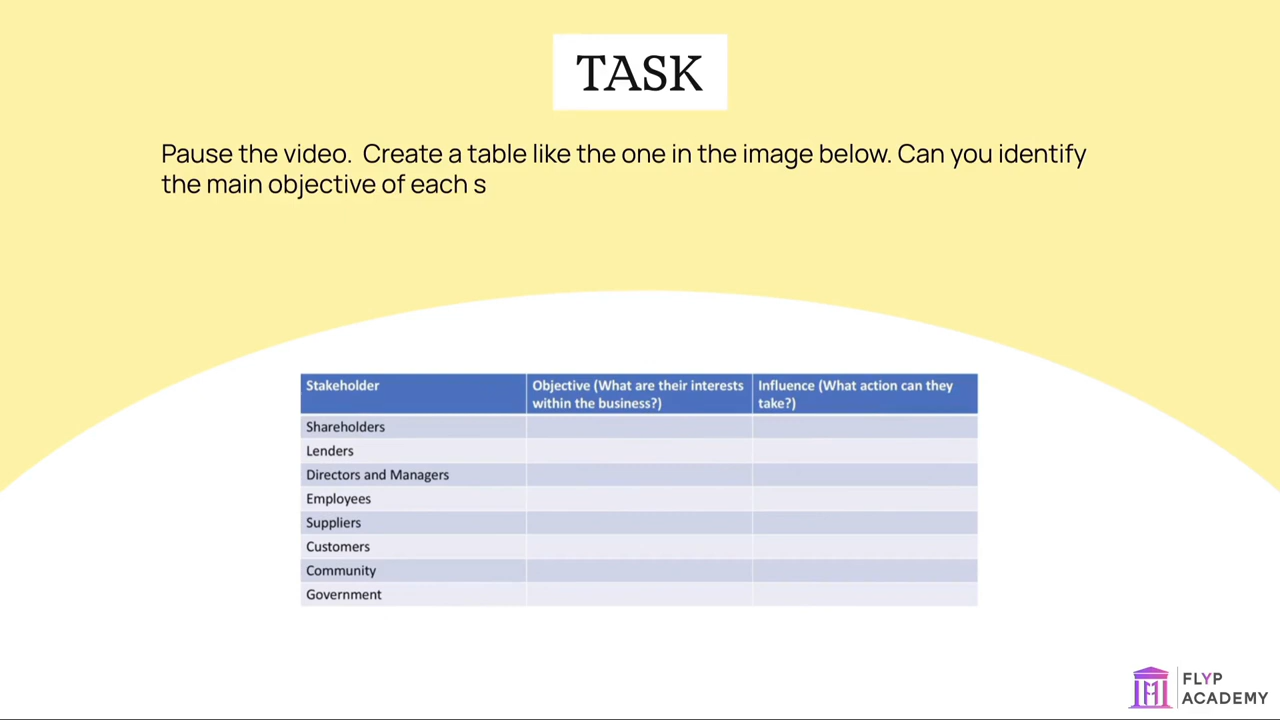 TASK
Pause the video.  Create a table like the one in the image below. Can you identify
the main objective of each s
Stakeholder
Objective (What are their interests
within the business?)
Influence (What action can they
take?)
Shareholders
Lenders
Directors and Managers
Employees
Suppliers
Customers
Community
Government
FLYP
ACADEMY